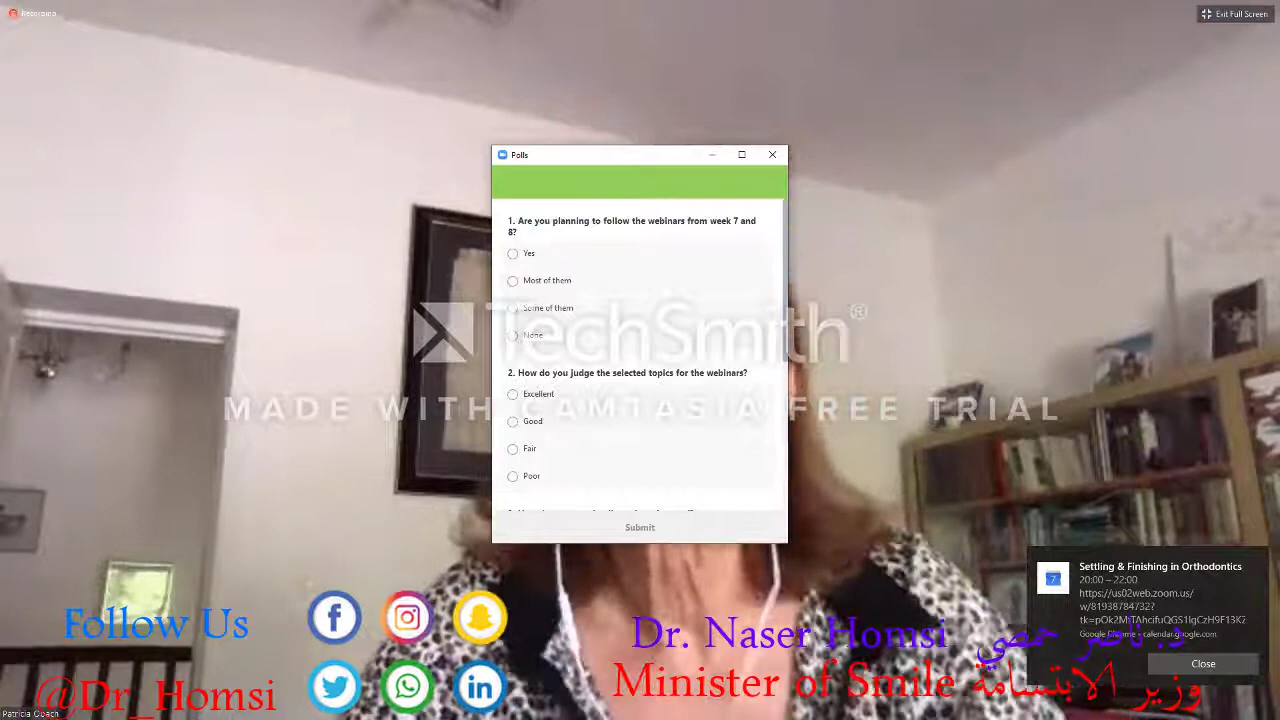 Recording
Exit Full Screen
Polls
1. Are you planning to follow the webinars from week 7 and
8?
Yes
Most of them
Some of them
None
2. How do you judge the selected topics for the webinars?
Excellent
Good
Fair
Poor
Submit
TechSmith®
MADE WITH CAMTASIA FREE TRIAL
7
Settling & Finishing in Orthodontics
20:00 – 22:00
https://us02web.zoom.us/
w/81938784732?
Google Chrome • calendar.google.com
Close
Follow Us
@Dr_Homsi
Dr. Naser Homsi د. ناصر حمصي
Minister of Smile وزير الابتسامة
Patricia Obach